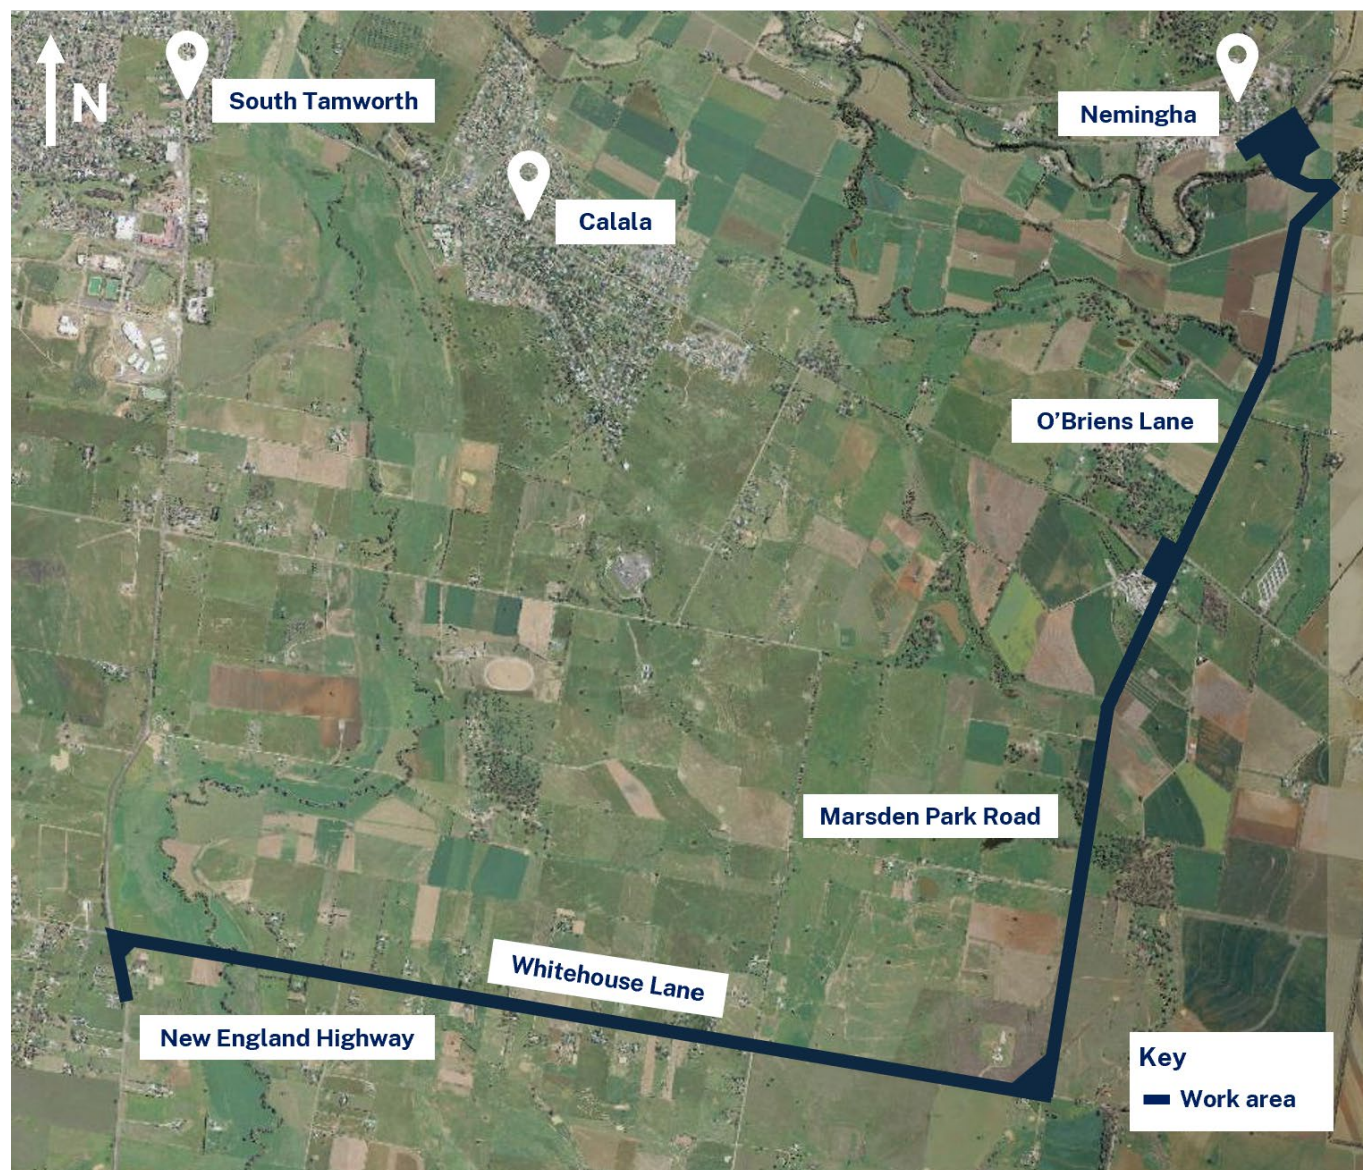 N
South Tamworth
Nemingha
Calala
O'Briens Lane
Marsden Park Road
Whitehouse Lane
New England Highway
Key
Work area